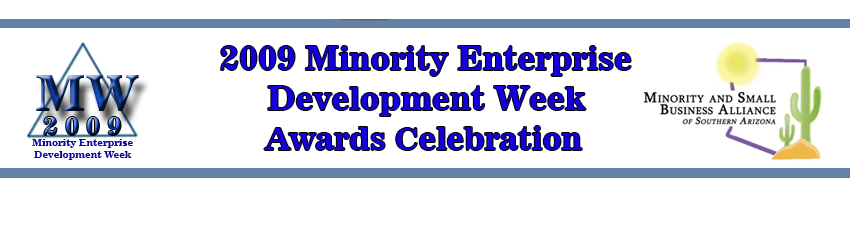 MW
2009
Minority Enterprise
Development Week
2009 Minority Enterprise
Development Week
Awards Celebration
MINORITY AND SMALL
BUSINESS ALLIANCE
OF SOUTHERN ARIZONA